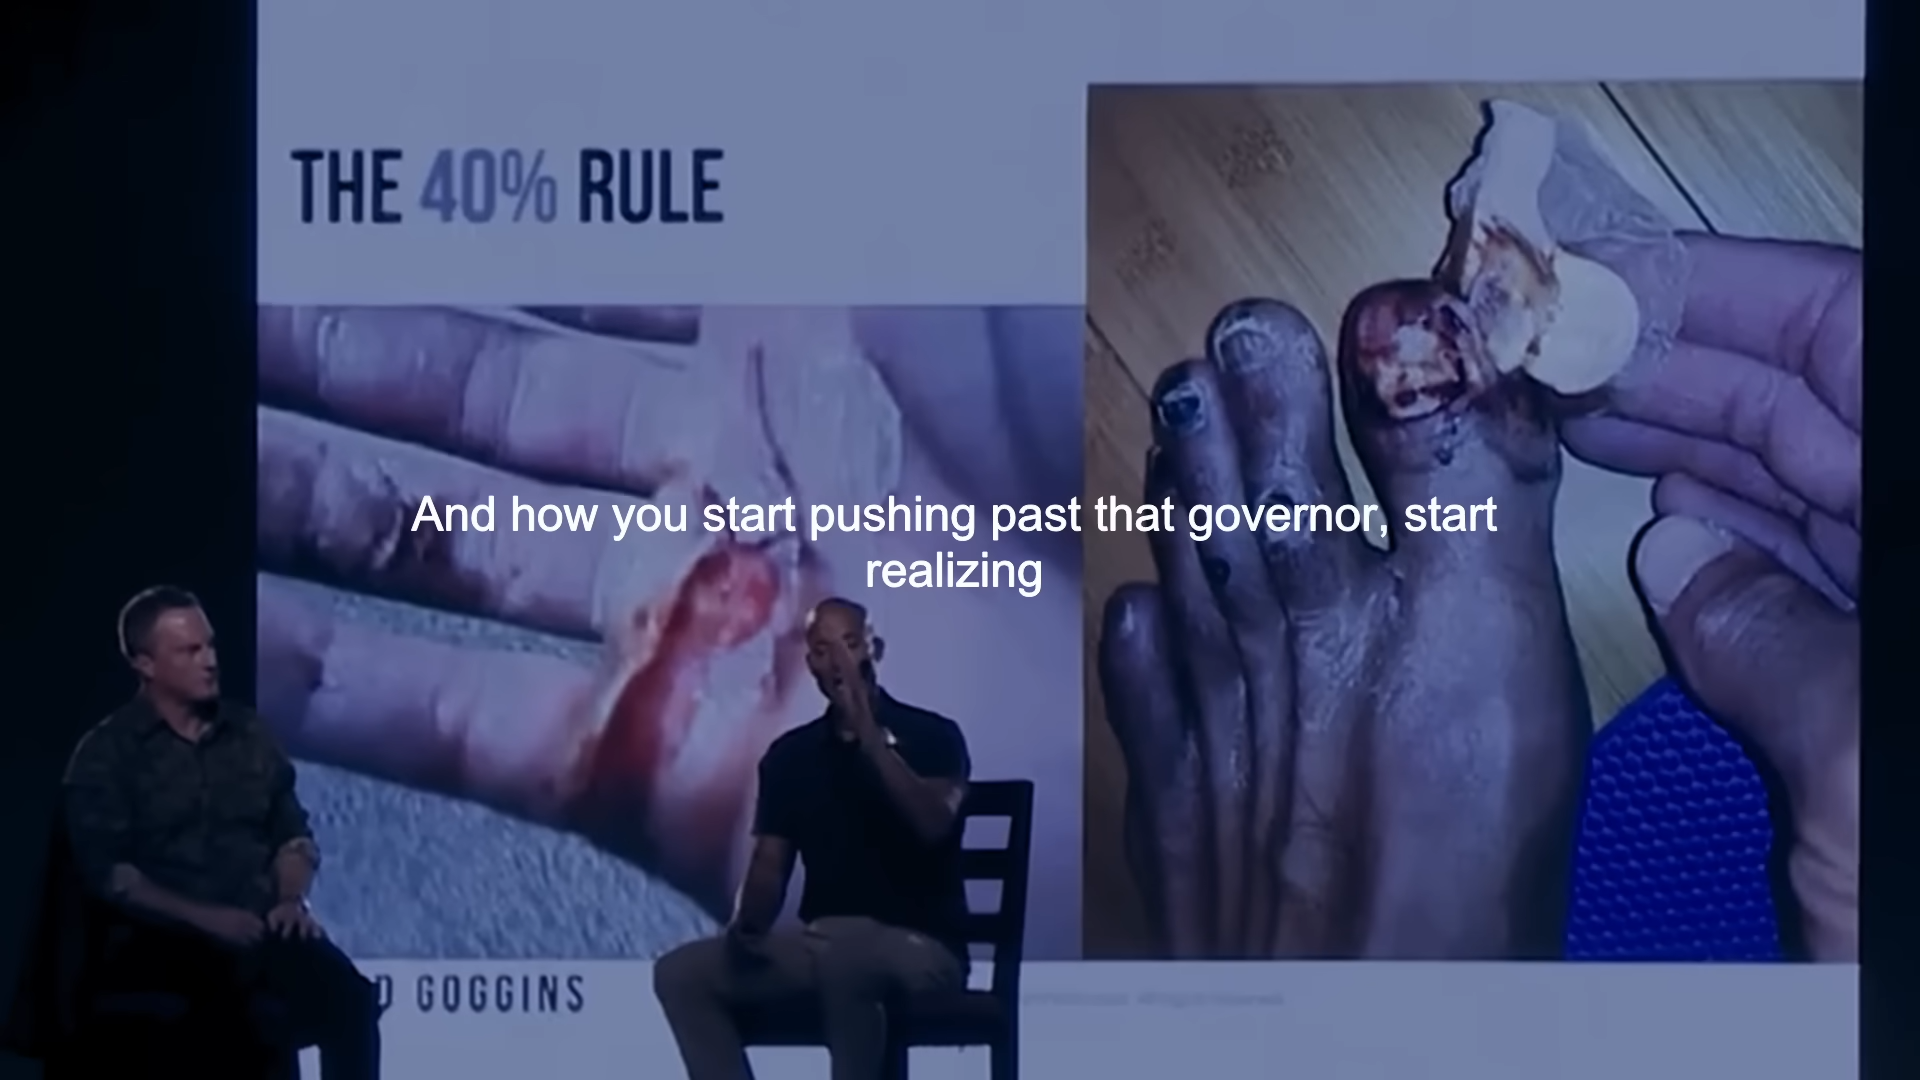 THE 40% RULE
And how you start pushing past that governor, start
realizing
D GOGGINS